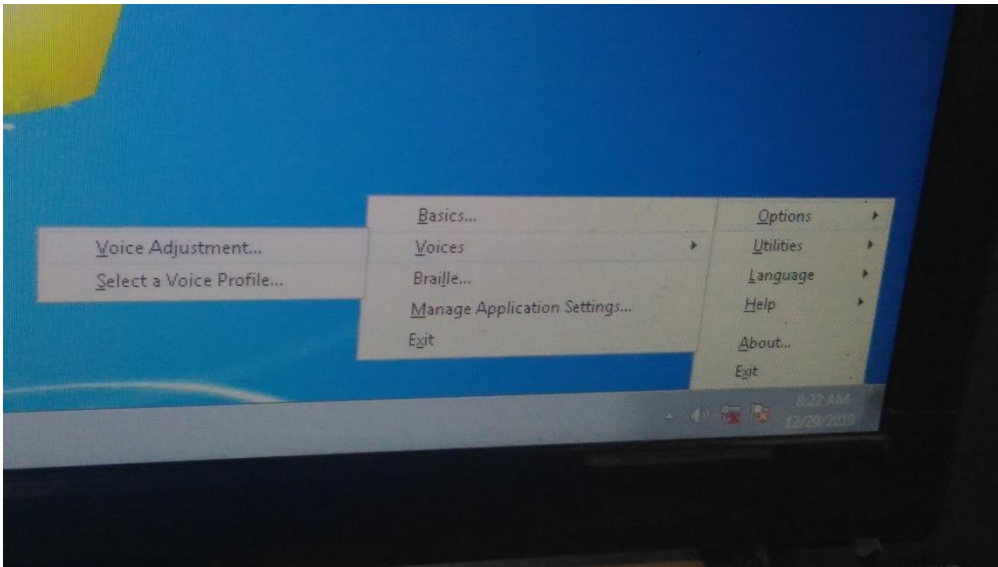 Voice Adjustment...
Select a Voice Profile...
Basics...
Voices
Braille...
Manage Application Settings...
Exit
Options
Utilities
Language
Help
About...
Exit
8:22 AM
12/29/2019